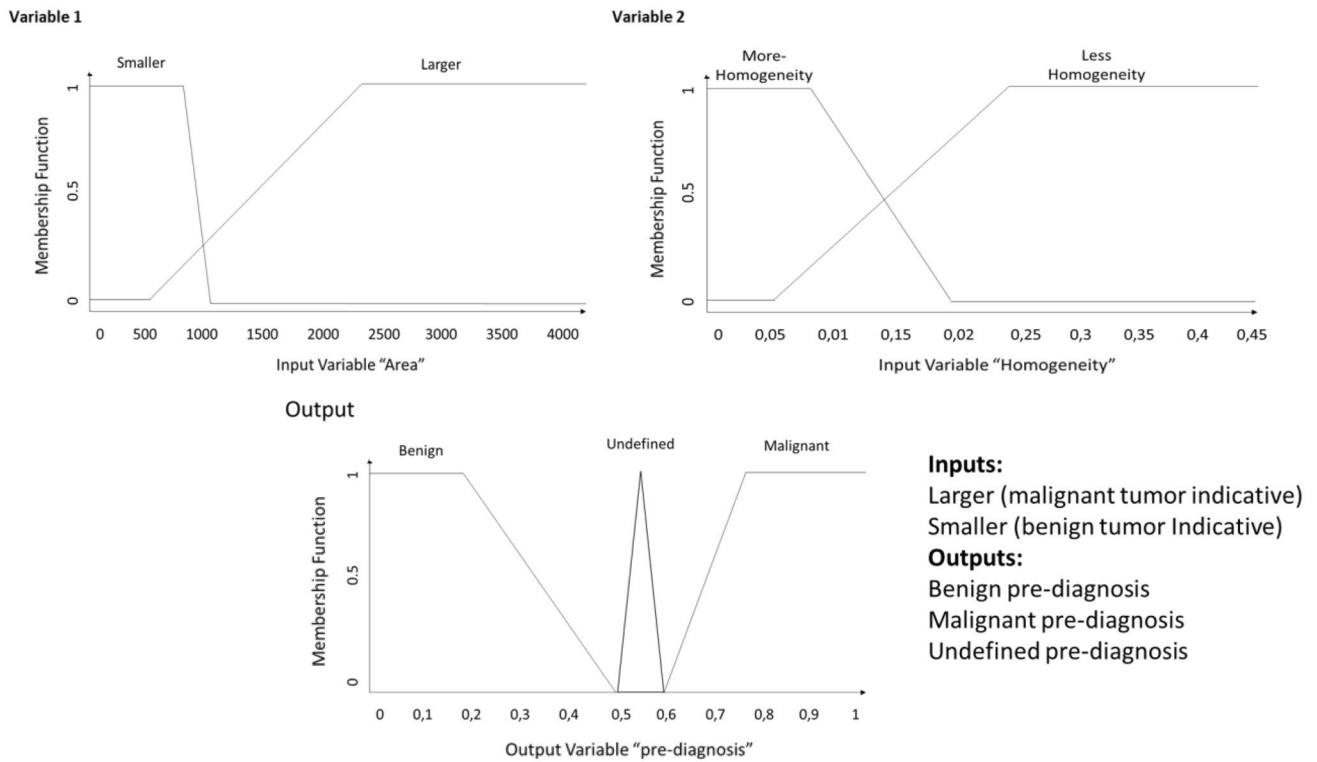 Variable 1
Smaller
Larger
Membership Function
1
0.5
0
0 500 1000 1500 2000 2500 3000 3500 4000
Input Variable “Area”
Variable 2
More-
Homogeneity
Less
Homogeneity
Membership Function
1
0.5
0
0 0,05 0,01 0,15 0,02 0,25 0,3 0,35 0,4 0,45
Input Variable “Homogeneity”
Output
Benign
Undefined
Malignant
Membership Function
1
0.5
0
0 0,1 0,2 0,3 0,4 0,5 0,6 0,7 0,8 0,9 1
Output Variable “pre-diagnosis”
Inputs:
Larger (malignant tumor indicative)
Smaller (benign tumor Indicative)
Outputs:
Benign pre-diagnosis
Malignant pre-diagnosis
Undefined pre-diagnosis